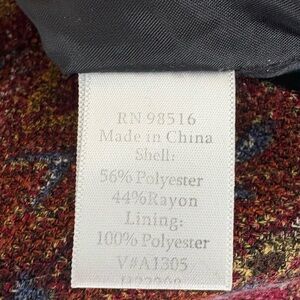 RN 98516
Made in China
Shell:
56% Polyester
44%Rayon
Lining:
100% Polyester
V#A1305